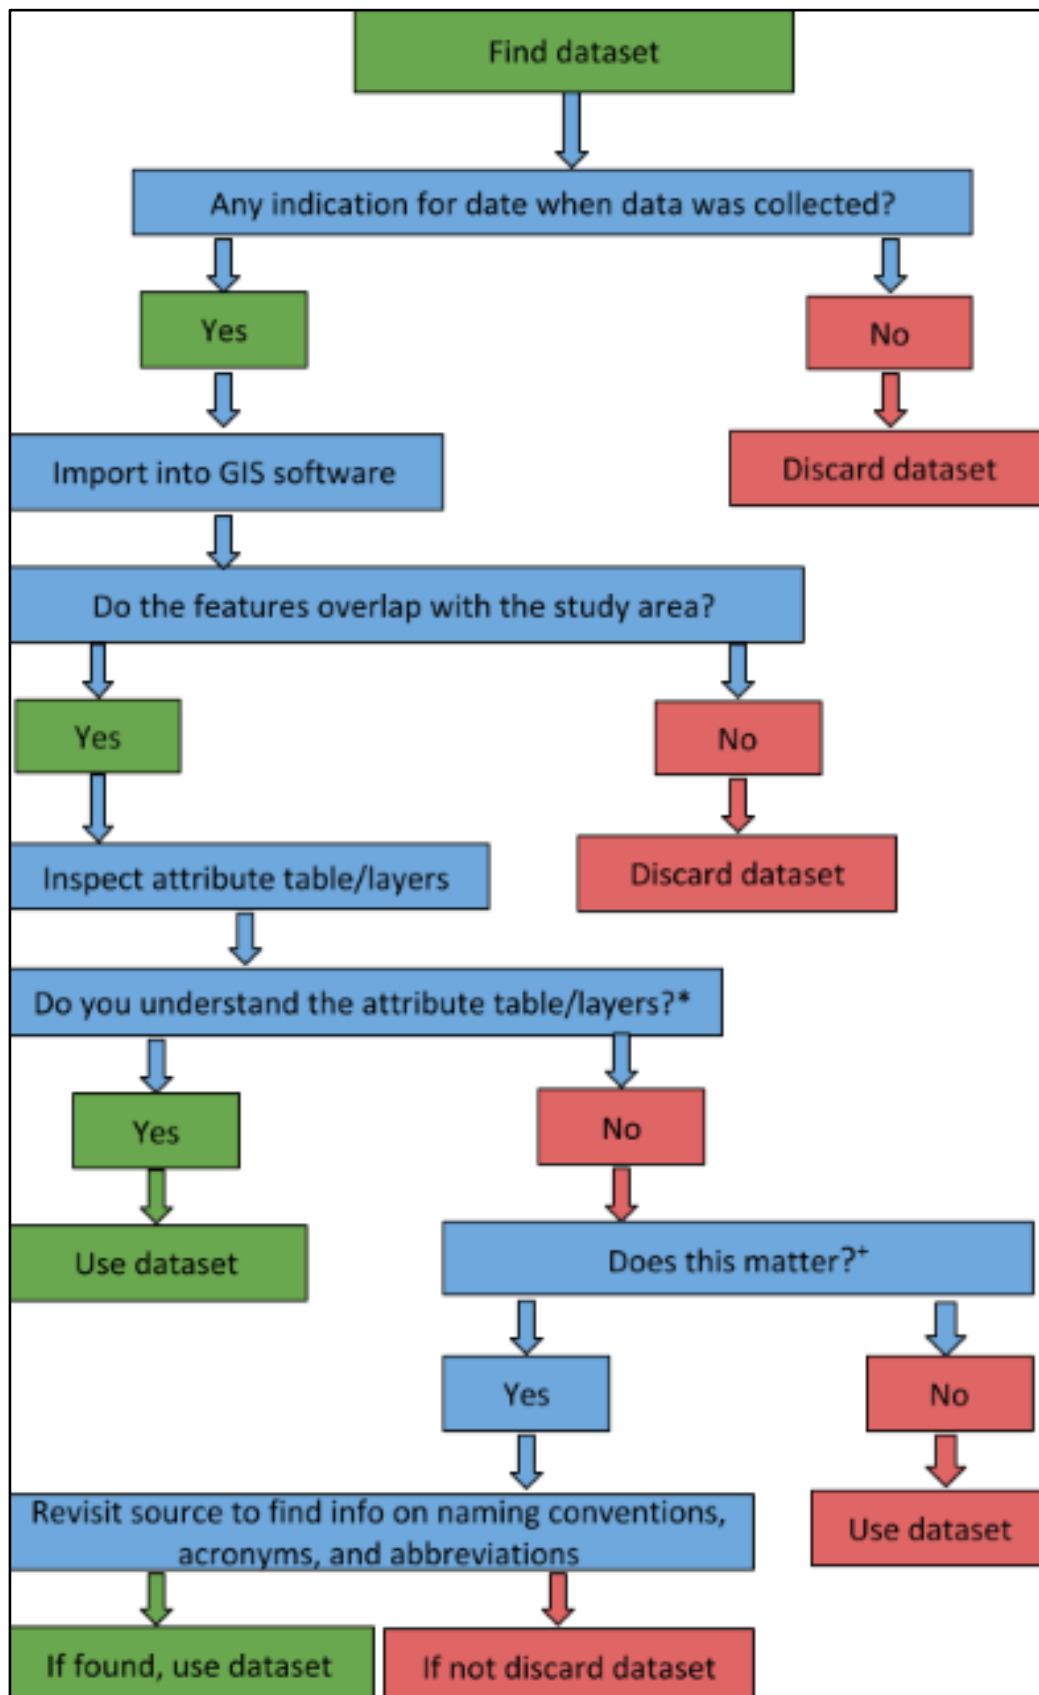 Find dataset
Any indication for date when data was collected?
Yes
No
Import into GIS software
Discard dataset
Do the features overlap with the study area?
Yes
No
Inspect attribute table/layers
Discard dataset
Do you understand the attribute table/layers?*
Yes
No
Use dataset
Does this matter?+
Yes
No
Revisit source to find info on naming conventions,
acronyms, and abbreviations
Use dataset
If found, use dataset
If not discard dataset